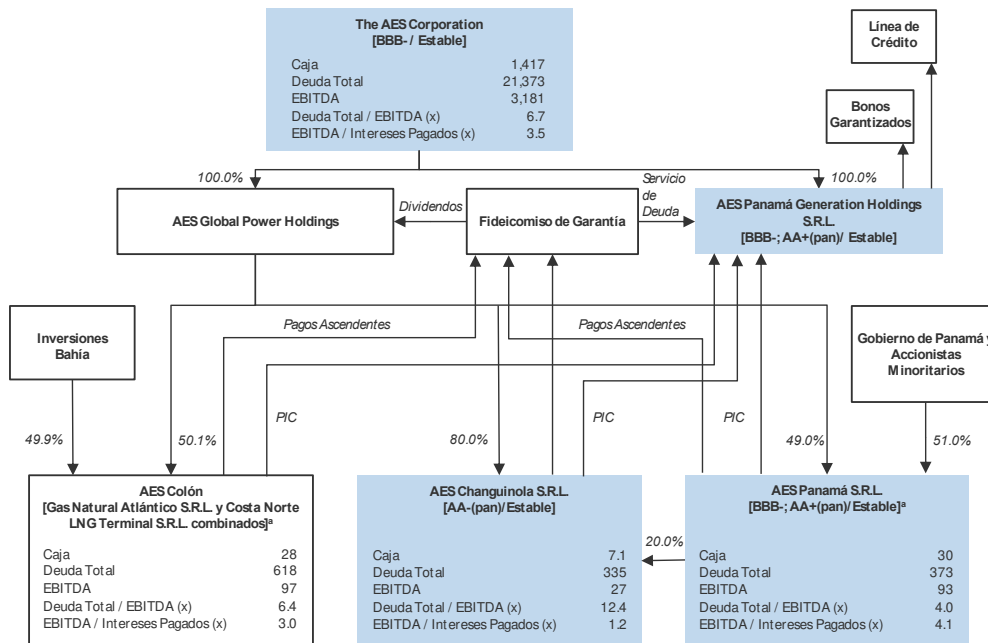 The AES Corporation
[BBB- / Estable]
Caja 1,417
Deuda Total 21,373
EBITDA 3,181
Deuda Total / EBITDA (x) 6.7
EBITDA / Intereses Pagados (x) 3.5
Línea de
Crédito
Bonos
Garantizados
100.0%
100.0%
AES Global Power Holdings
Dividendos
Fideicomiso de Garantía
Servicio
de
Deuda
AES Panamá Generation Holdings
S.R.L.
[BBB-; AA+(pan)/ Estable]
Inversiones
Bahía
Pagos Ascendentes
Pagos Ascendentes
Gobierno de Panamá y
Accionistas
Minoritarios
49.9%
50.1%
PIC
80.0%
PIC
PIC
49.0%
51.0%
AES Colón
[Gas Natural Atlántico S.R.L. y Costa Norte
LNG Terminal S.R.L. combinados]ª
Caja 28
Deuda Total 618
EBITDA 97
Deuda Total / EBITDA (x) 6.4
EBITDA / Intereses Pagados (x) 3.0
AES Changuinola S.R.L.
[AA-(pan)/Estable]
Caja 7.1
Deuda Total 335
EBITDA 27
Deuda Total / EBITDA (x) 12.4
EBITDA / Intereses Pagados (x) 1.2
20.0%
AES Panamá S.R.L.
[BBB-; AA+(pan)/Estable]ª
Caja 30
Deuda Total 373
EBITDA 93
Deuda Total / EBITDA (x) 4.0
EBITDA / Intereses Pagados (x) 4.1